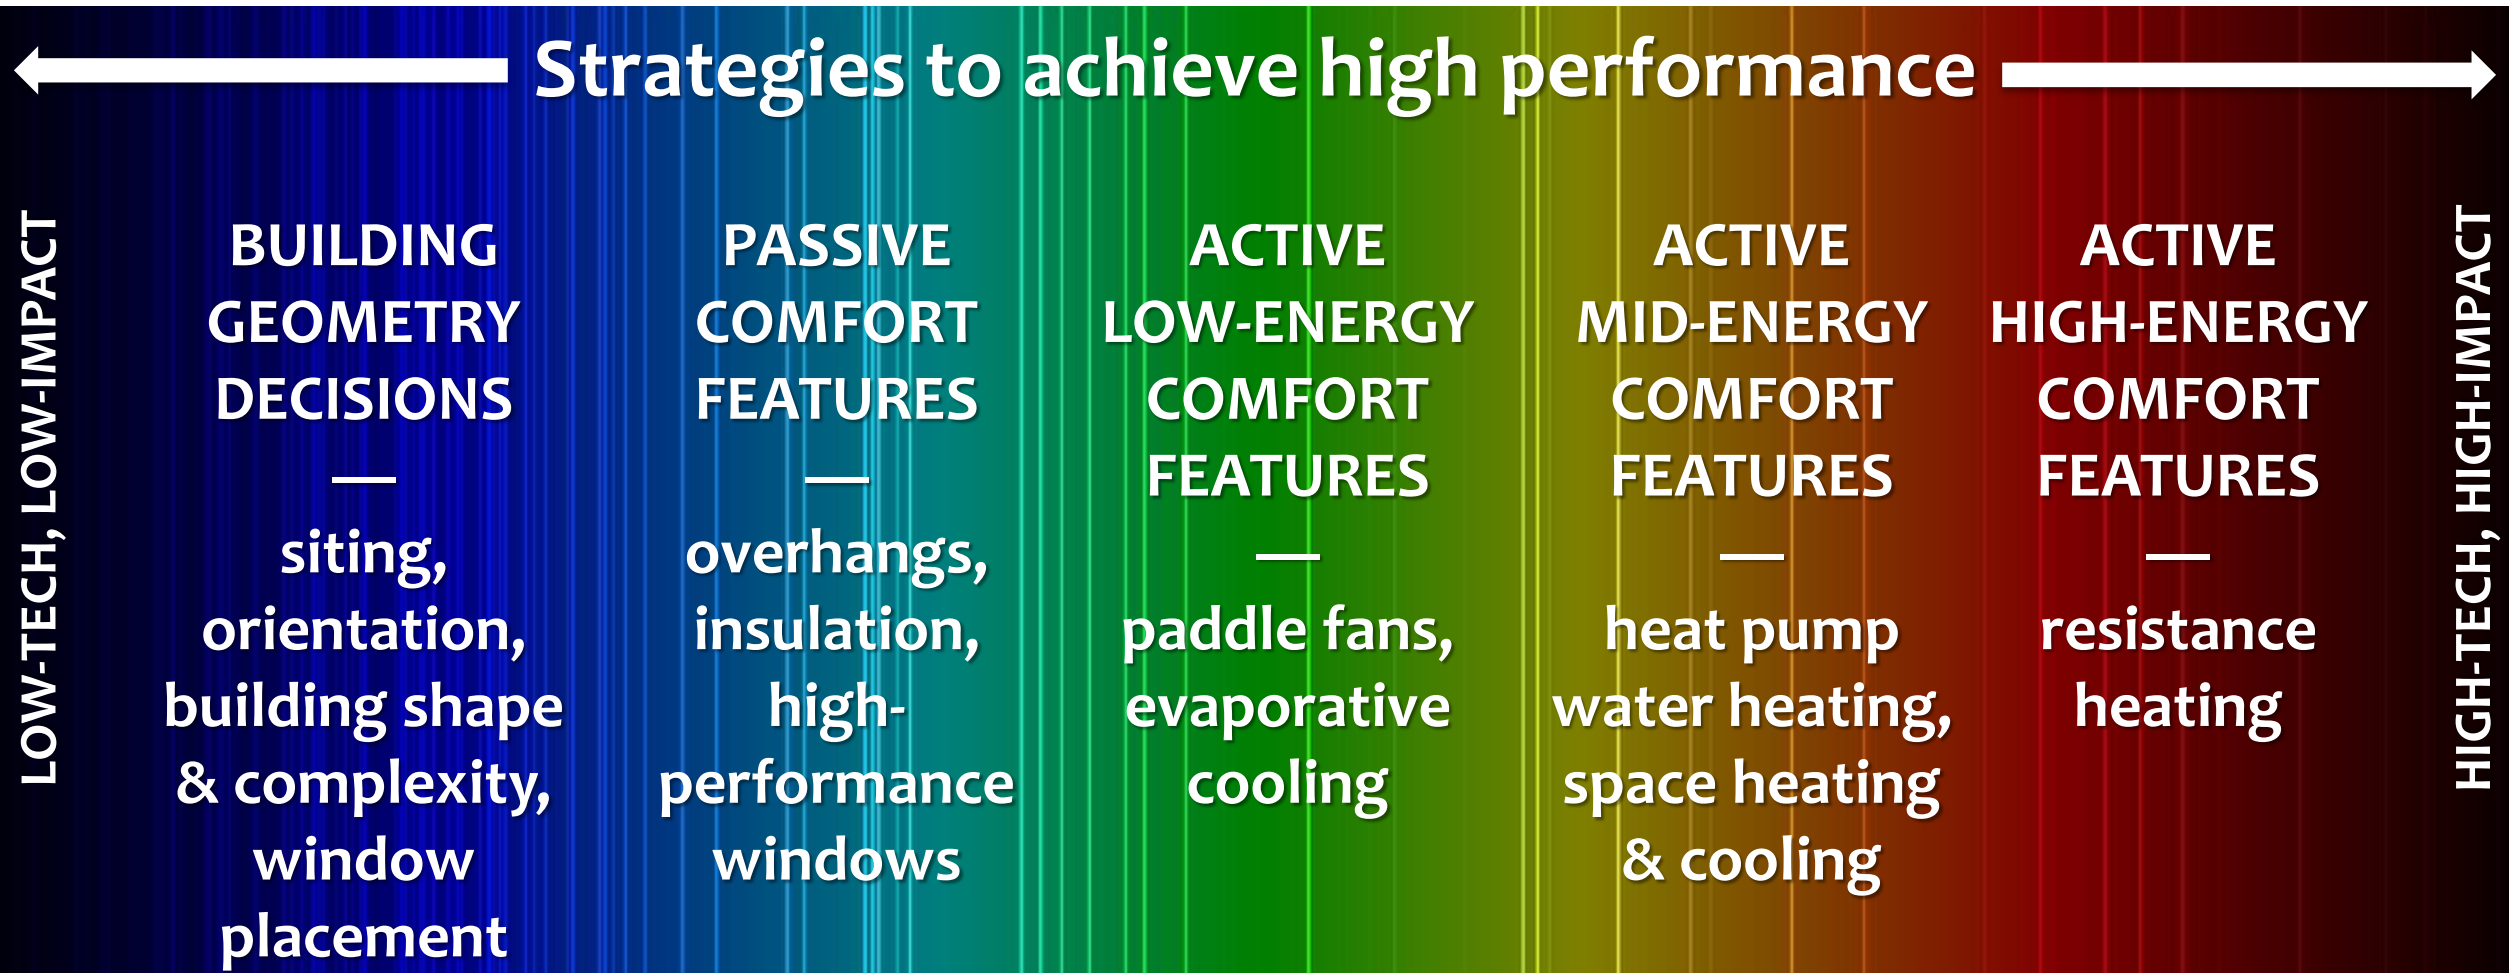 Strategies to achieve high performance
LOW-TECH, LOW-IMPACT
BUILDING
GEOMETRY
DECISIONS
—
siting,
orientation,
building shape
& complexity,
window
placement
PASSIVE
COMFORT
FEATURES
—
overhangs,
insulation,
high-
performance
windows
ACTIVE
LOW-ENERGY
COMFORT
FEATURES
—
paddle fans,
evaporative
cooling
ACTIVE
MID-ENERGY
COMFORT
FEATURES
—
heat pump
water heating,
space heating
& cooling
ACTIVE
HIGH-ENERGY
COMFORT
FEATURES
—
resistance
heating
HIGH-TECH, HIGH-IMPACT